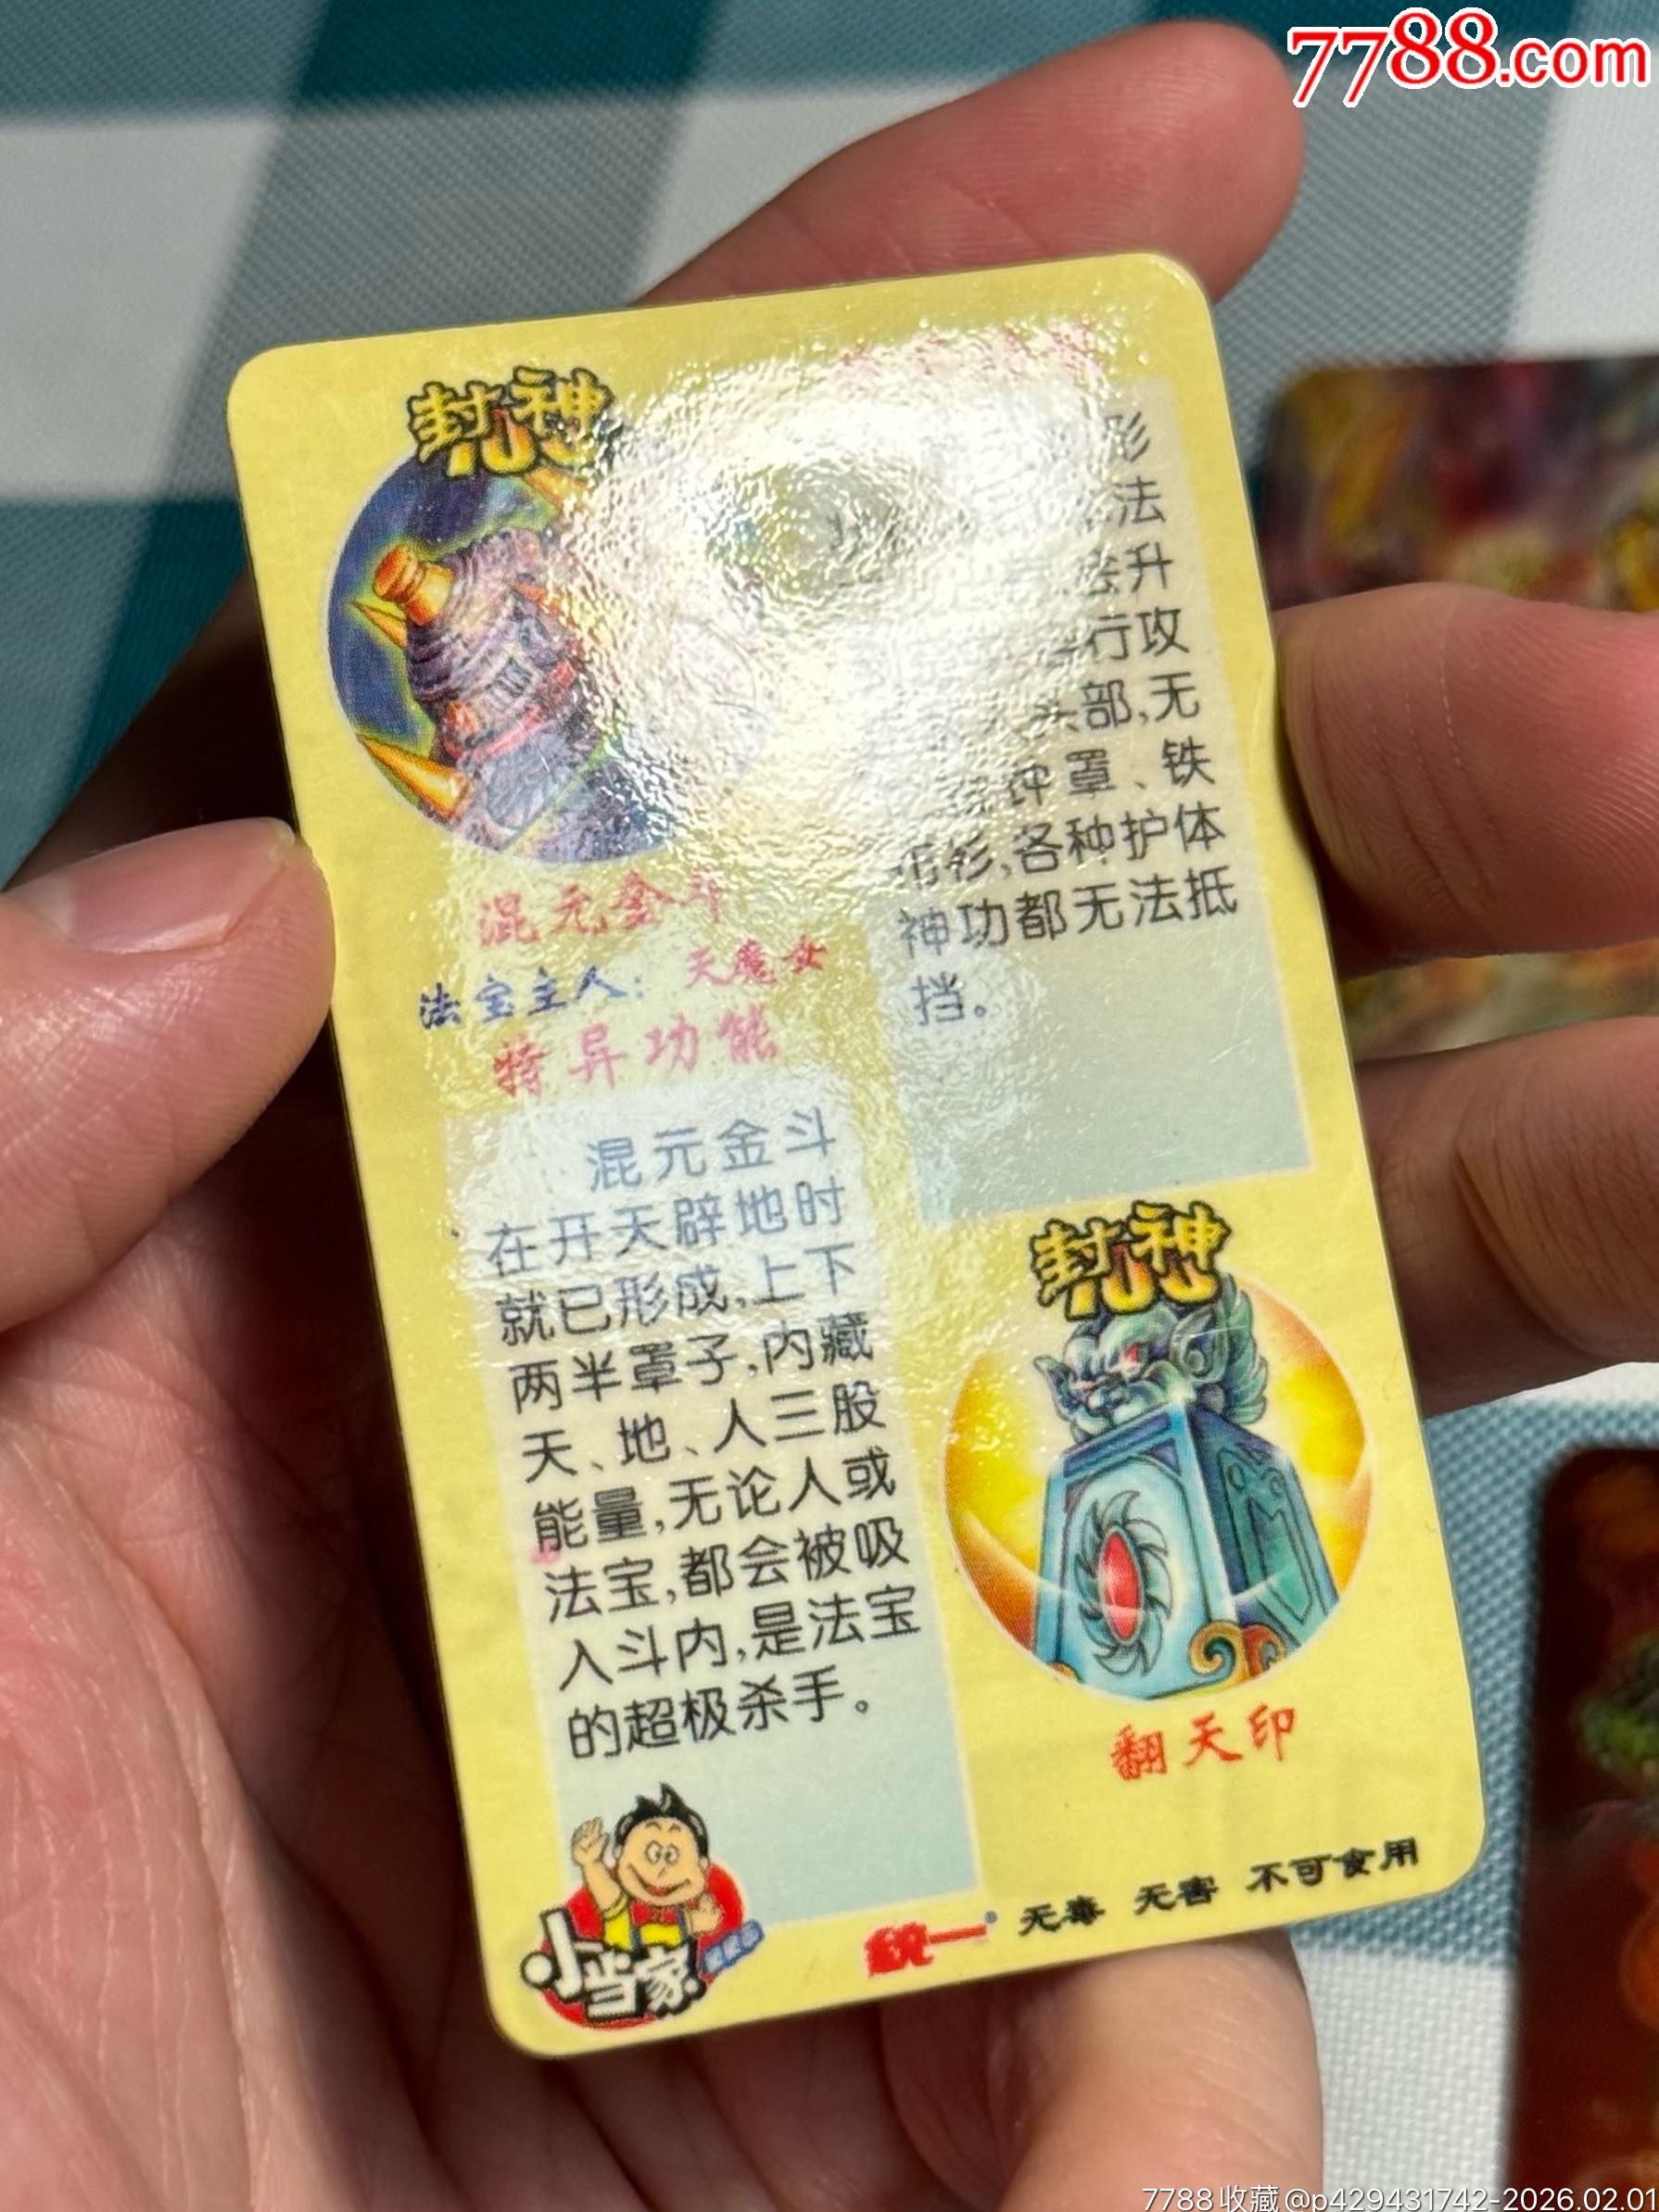 7788.com
封神
混元金斗
法宝主人：天魔女
特异功能
混元金斗
在开天辟地时
就已形成,上下
两半罩子,内藏
天、地、人三股
能量,无论人或
法宝,都会被吸
入斗内,是法宝
的超极杀手。
小当家
形
法
升
行攻
头部,无
钟罩、铁
衫,各种护体
神功都无法抵
挡。
封神
翻天印
统一 无毒 无害 不可食用
7788收藏@p429431742-2026.02.01